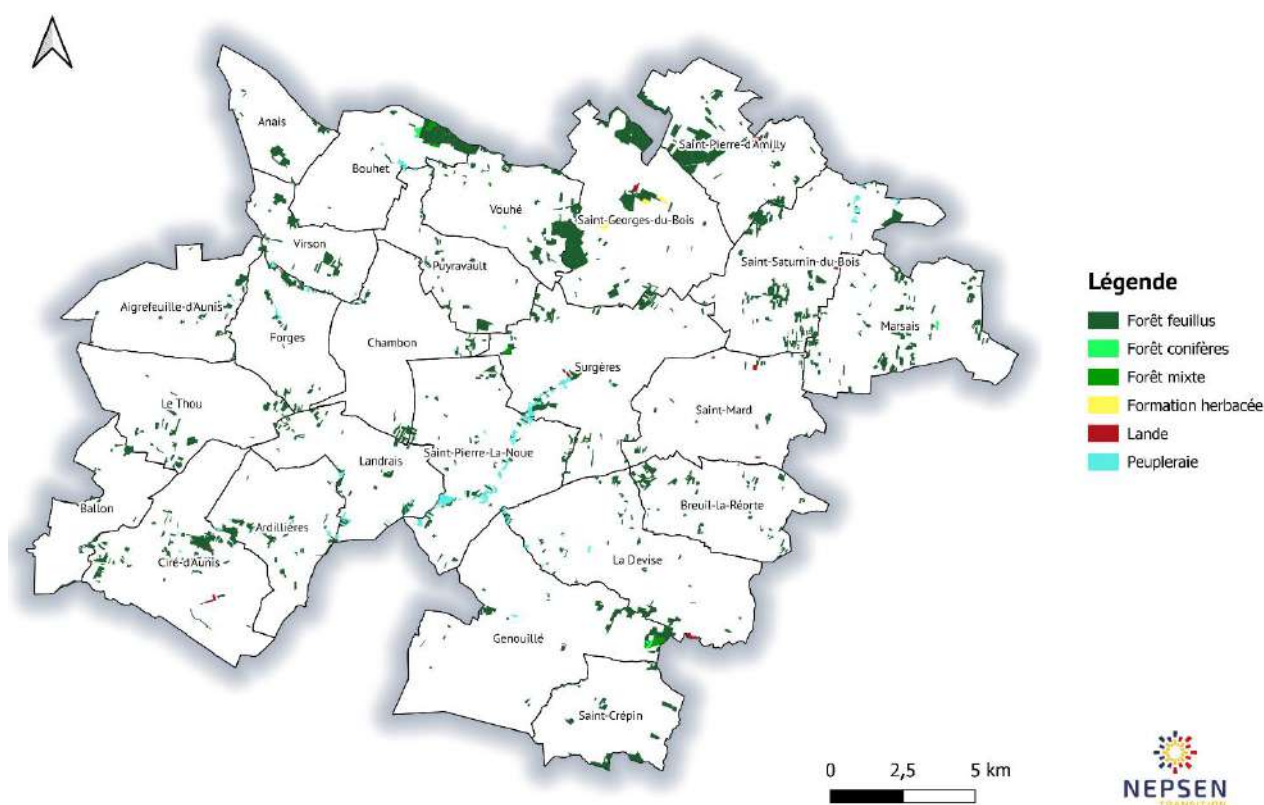 Anais
Bouhet
Saint-Pierre-d'Amilly
Vouhé
Saint-Georges-du-Bois
Virson
Puyravault
Saint-Saturnin-du-Bois
Aigrefeuille-d'Aunis
Forges
Chambon
Marsais
Surgères
Le Thou
Saint-Mard
Landrais
Saint-Pierre-La-Noue
Ballon
Ardillières
Breuil-la-Réorte
Ciré-d'Aunis
La Devise
Genouillé
Saint-Crépin
Légende
Forêt feuillus
Forêt conifères
Forêt mixte
Formation herbacée
Lande
Peupleraie
0 2,5 5 km
NEPSEN
TRANSITION